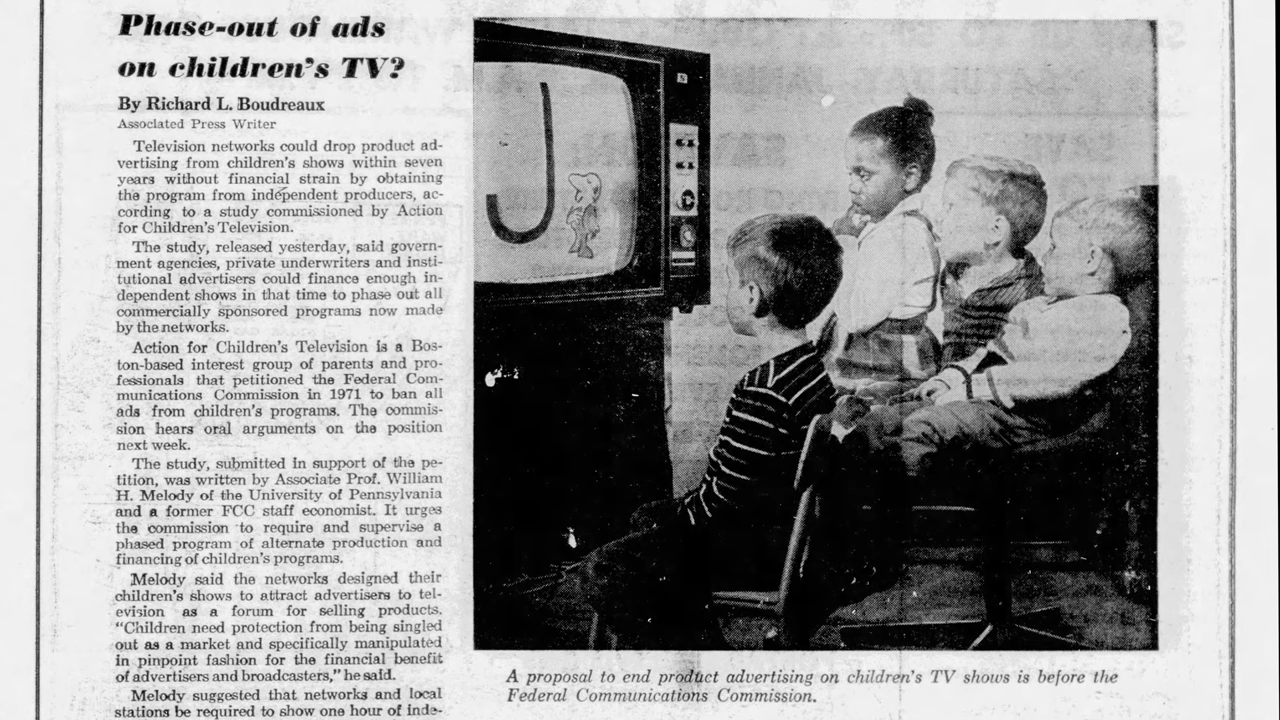 Phase-out of ads
on children's TV?
By Richard L. Boudreaux
Associated Press Writer
Television networks could drop product ad-
vertising from children's shows within seven
years without financial strain by obtaining
the program from independent producers, ac-
cording to a study commissioned by Action
for Children's Television.
The study, released yesterday, said govern-
ment agencies, private underwriters and insti-
tutional advertisers could finance enough in-
dependent shows in that time to phase out all
commercially sponsored programs now made
by the networks.
Action for Children's Television is a Bos-
ton-based interest group of parents and pro-
fessionals that petitioned the Federal Com-
munications Commission in 1971 to ban all
ads from children's programs. The commis-
sion hears oral arguments on the position
next week.
The study, submitted in support of the pe-
tition, was written by Associate Prof. William
H. Melody of the University of Pennsylvania
and a former FCC staff economist. It urges
the commission to require and supervise a
phased program of alternate production and
financing of children's programs.
Melody said the networks designed their
children's shows to attract advertisers to tel-
evision as a forum for selling products.
"Children need protection from being singled
out as a market and specifically manipulated
in pinpoint fashion for the financial benefit
of advertisers and broadcasters," he said.
Melody suggested that networks and local
stations be required to show one hour of inde-
J
A proposal to end product advertising on children's TV shows is before the
Federal Communications Commission.